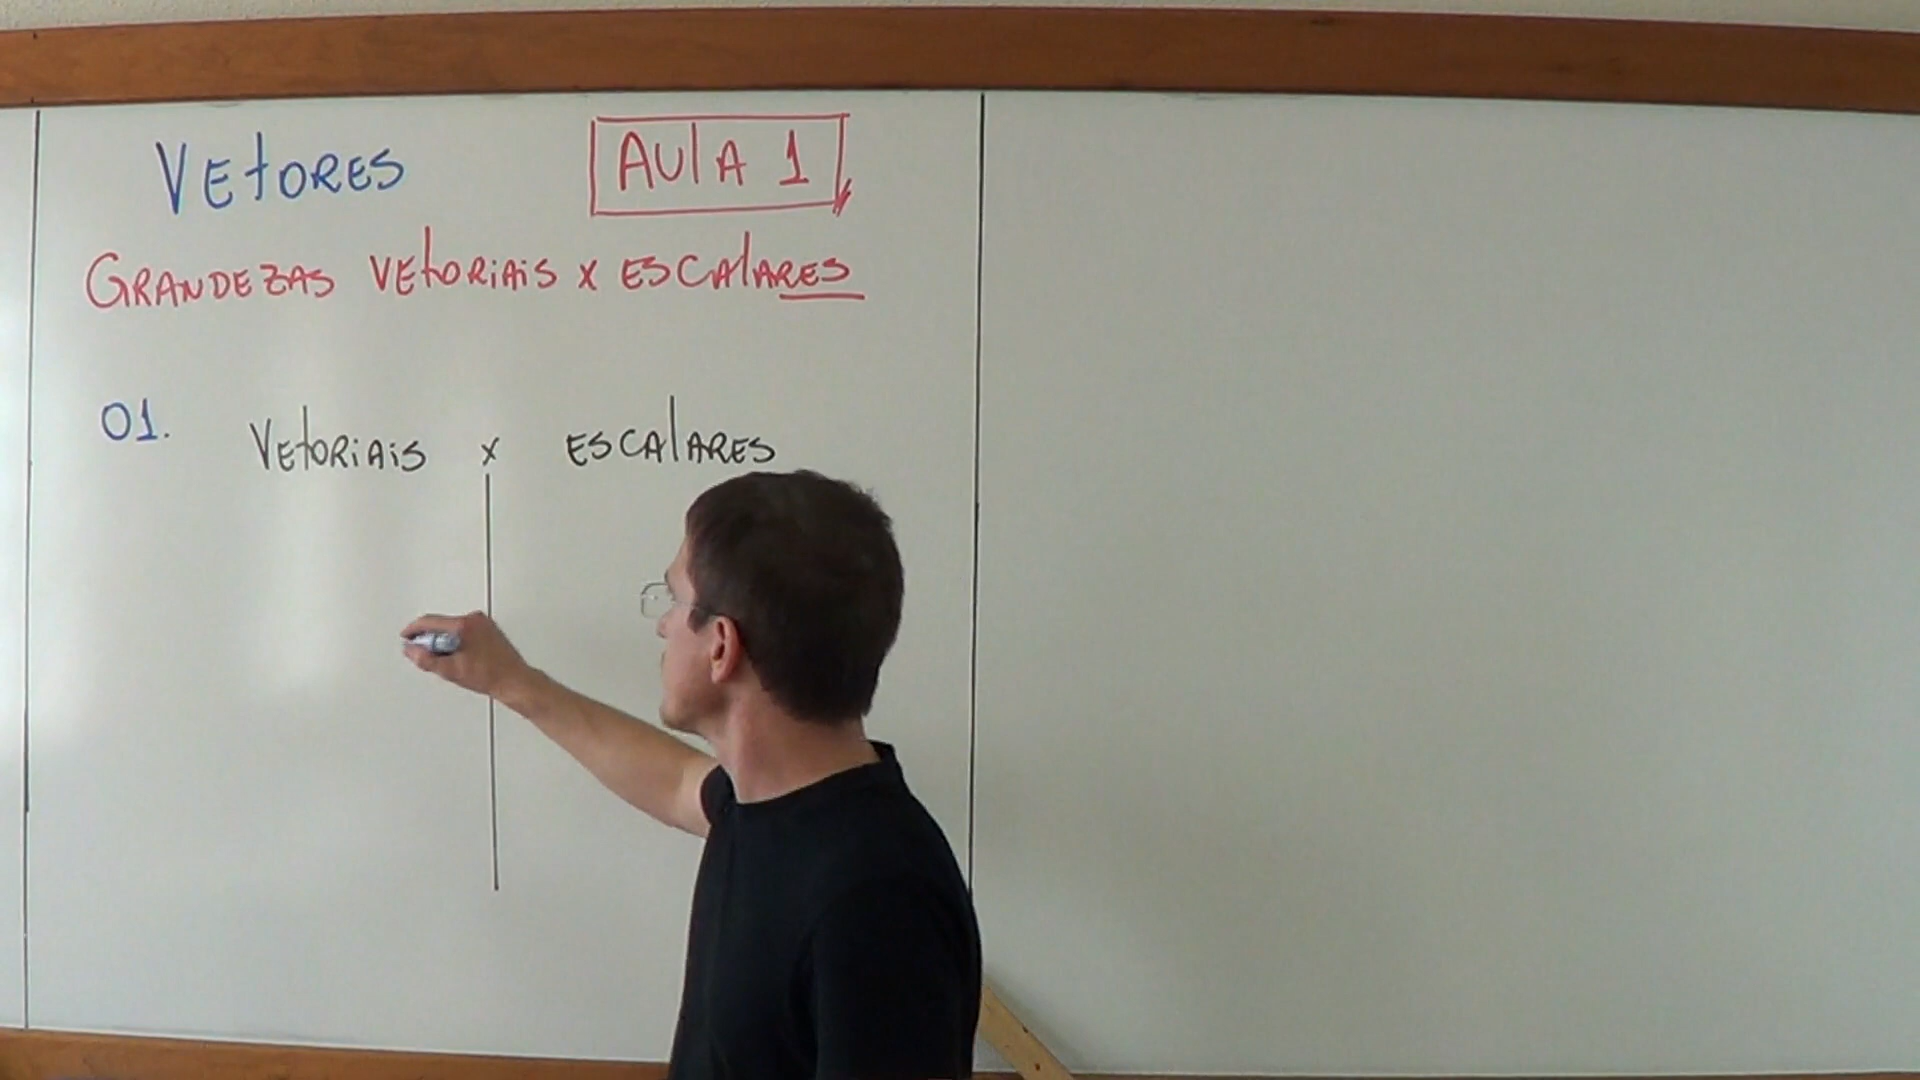 VEtORES
AUlA 1
GRANDEZAS VEtORiAiS x ESCAlARES
01. VEtORiAiS x ESCAlARES